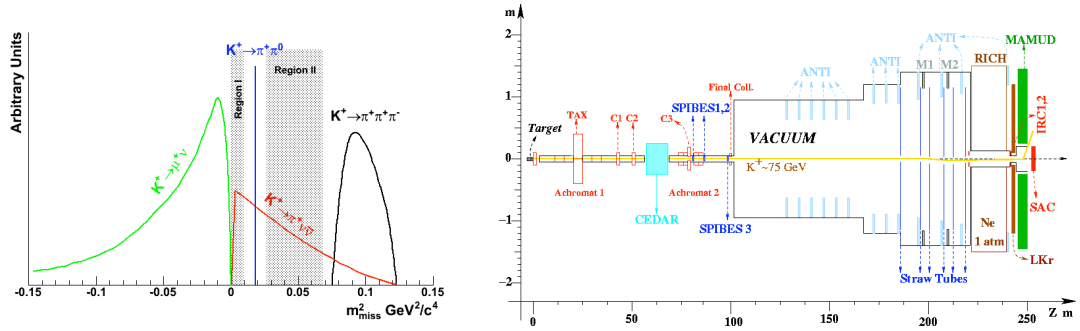 Arbitrary Units
K⁺→π⁺π⁰
Region I
Region II
K⁺→π⁺π⁺π⁻
K⁺→μ⁺ν
K⁺→π⁺νν̄
-0.15
-0.1
-0.05
0
0.05
0.10
0.15
m²miss GeV²/c⁴
m
2
1
0
−1
−2
Target
TAX
Achromat 1
C1
C2
CEDAR
C3
Achromat 2
SPIBES1,2
SPIBES 3
Final Coll.
ANTI
VACUUM
K⁺~75 GeV
ANTI
ANTI
M1
M2
RICH
MAMUD
IRC1,2
SAC
Ne
1 atm
LKr
Straw Tubes
0
50
100
150
200
250
Z m